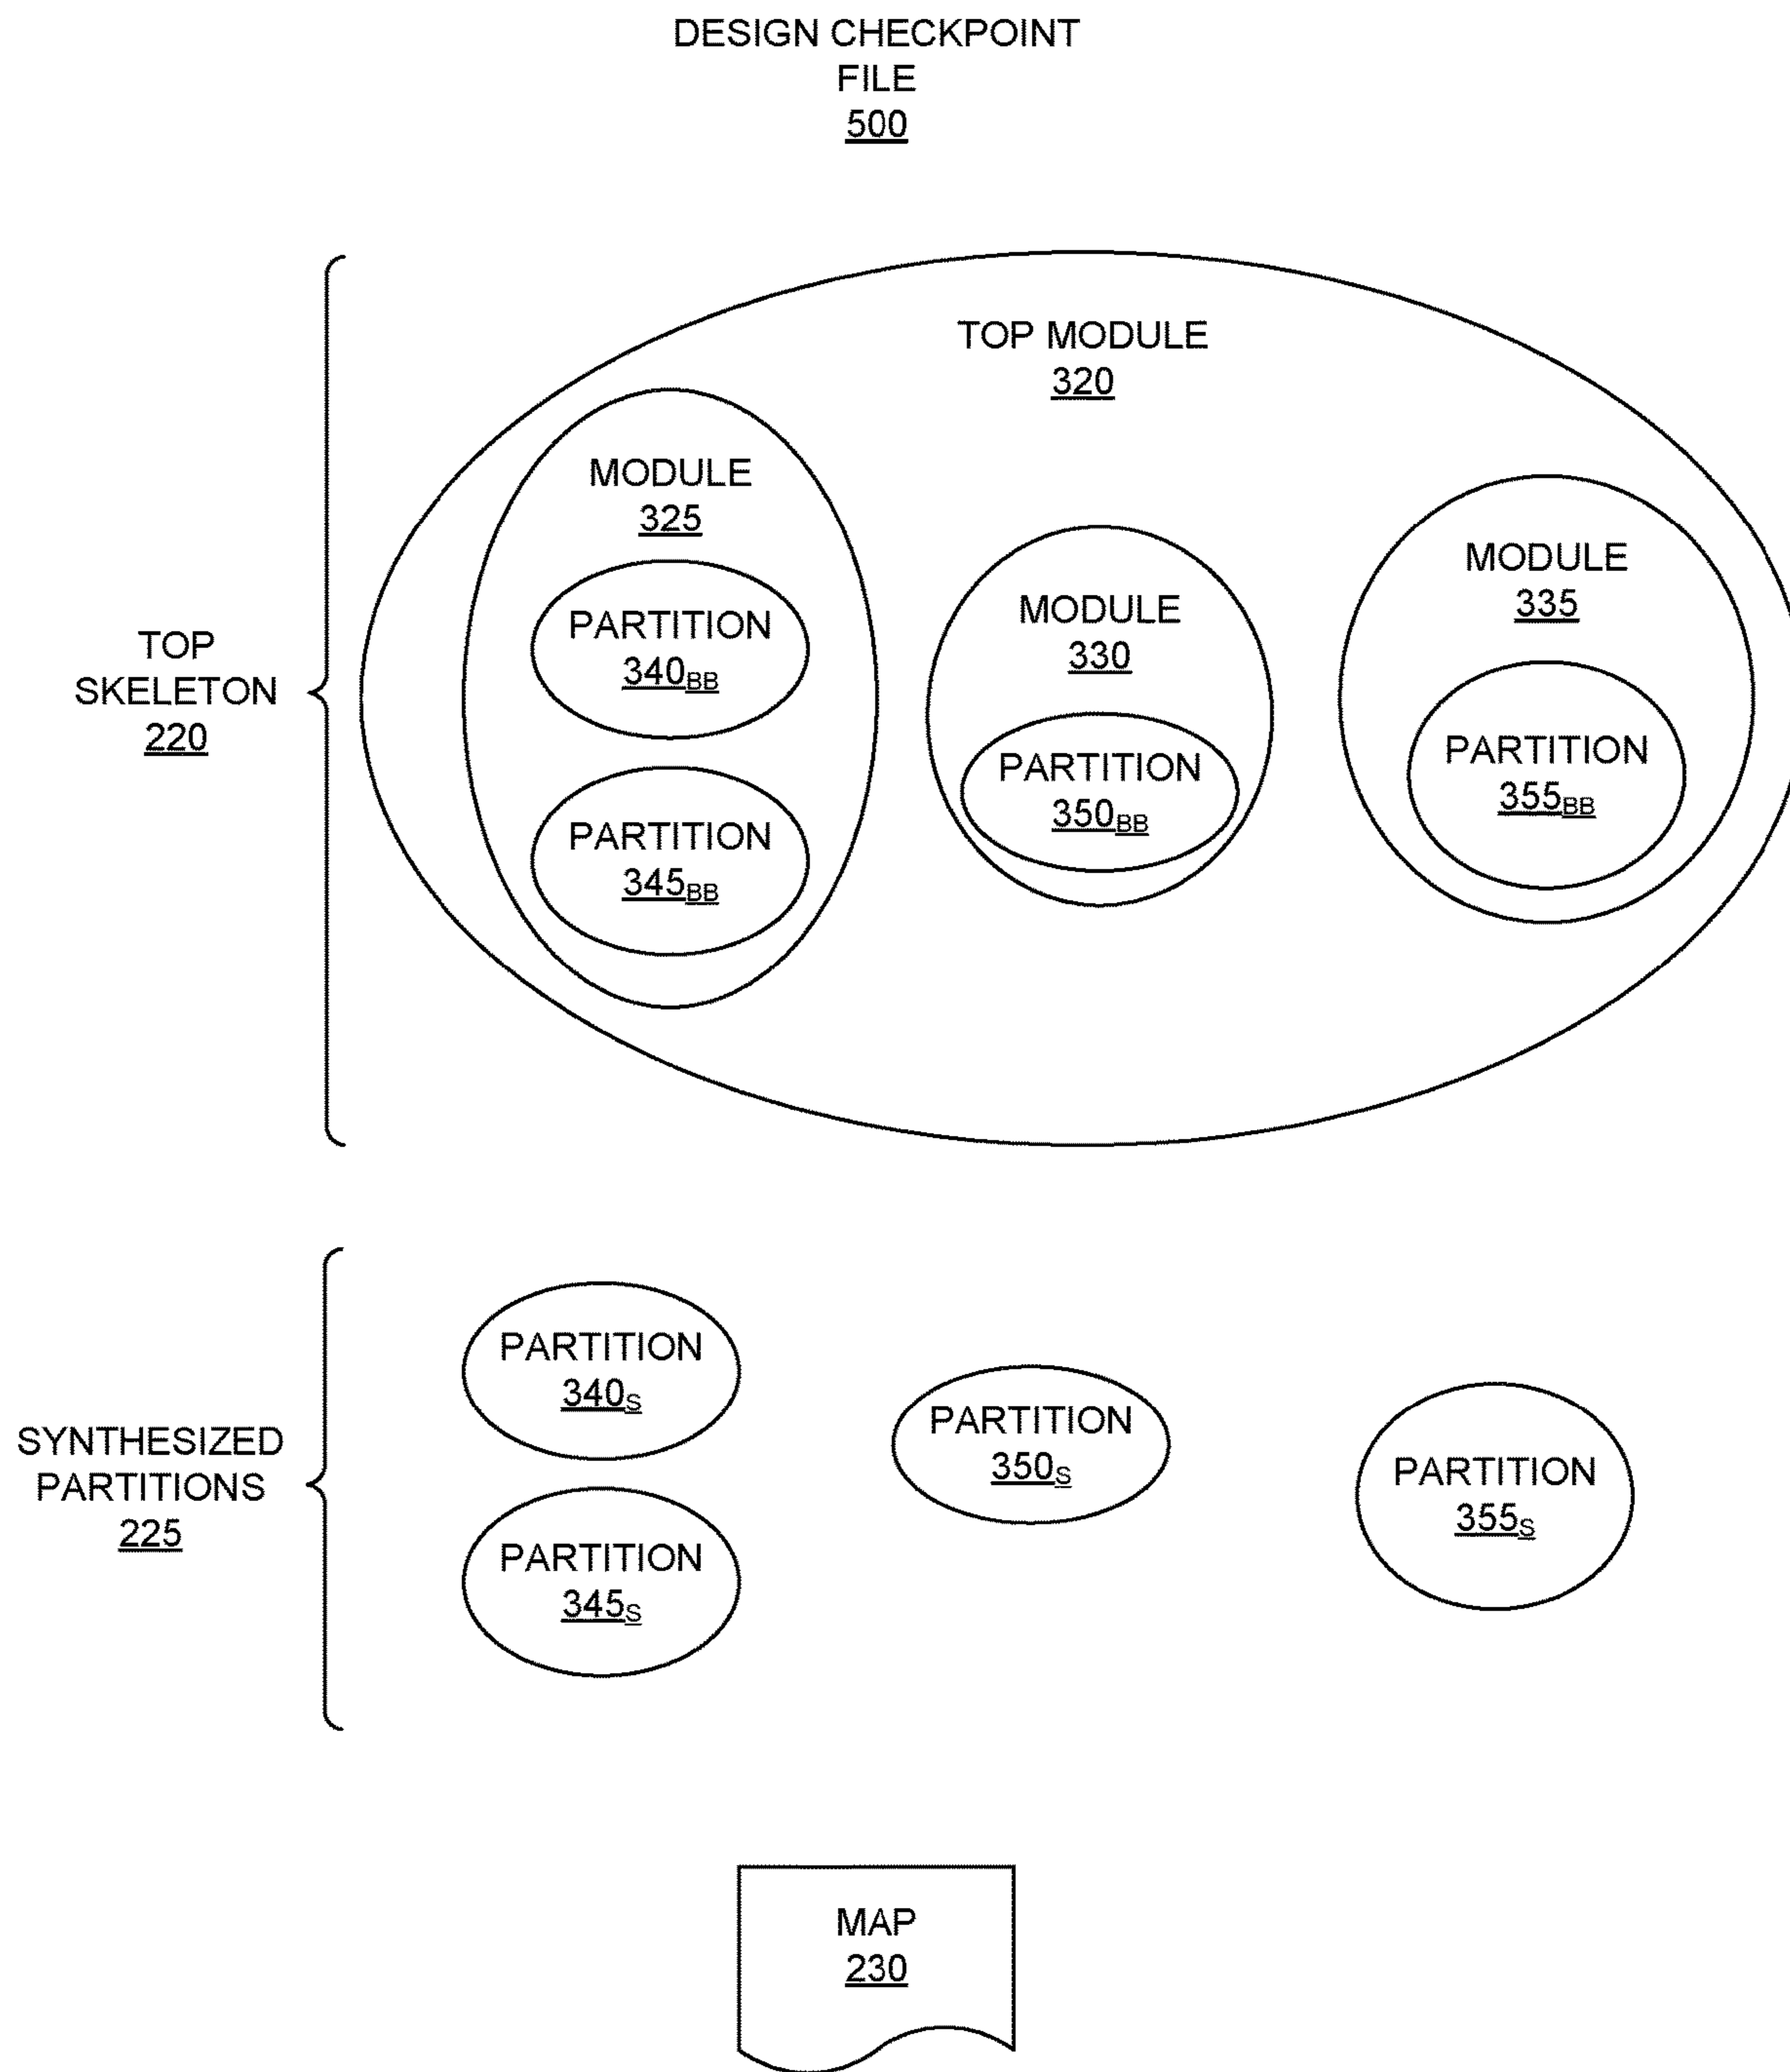 DESIGN CHECKPOINT
FILE
500
TOP MODULE
320
MODULE
325
PARTITION
340BB
PARTITION
345BB
MODULE
330
PARTITION
350BB
MODULE
335
PARTITION
355BB
TOP
SKELETON
220
PARTITION
340S
PARTITION
345S
PARTITION
350S
PARTITION
355S
SYNTHESIZED
PARTITIONS
225
MAP
230